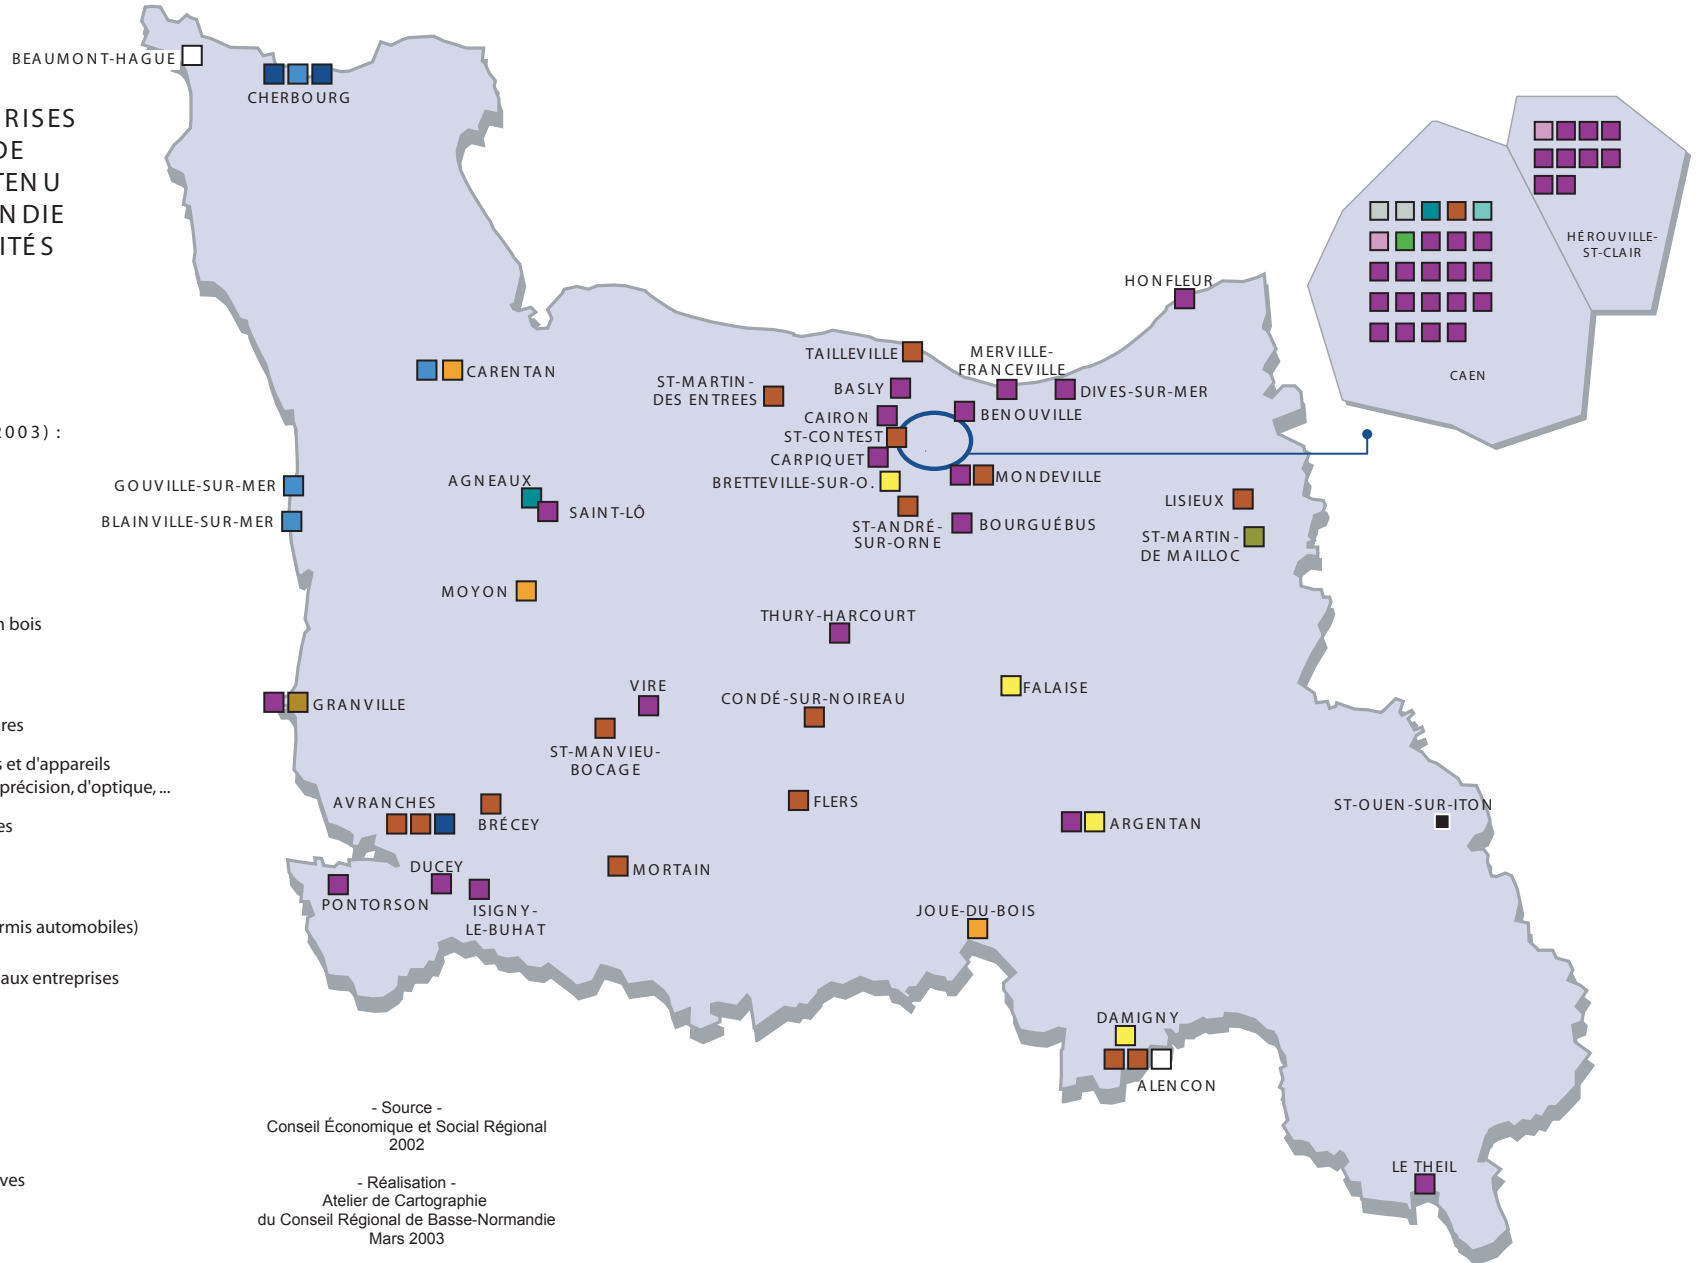 BEAUMONT-HAGUE
CHERBOURG
RISES
DE
TENU
NDIE
ITÉS
HÉROUVILLE-
ST-CLAIR
CAEN
HONFLEUR
TAILLEVILLE
MERVILLE-
FRANCEVILLE
CARENTAN
ST-MARTIN-
DES ENTREES
BASLY
DIVES-SUR-MER
CAIRON
BENOUVILLE
2003) :
ST-CONTEST
CARPIQUET
GOUVILLE-SUR-MER
AGNEAUX
BRETTEVILLE-SUR-O.
MONDEVILLE
LISIEUX
BLAINVILLE-SUR-MER
SAINT-LÔ
ST-ANDRÉ-
SUR-ORNE
BOURGUÉBUS
ST-MARTIN-
DE MAILLOC
MOYON
THURY-HARCOURT
n bois
VIRE
FALAISE
GRANVILLE
CONDÉ-SUR-NOIREAU
res
ST-MANVIEU-
BOCAGE
s et d'appareils
précision, d'optique, ...
AVRANCHES
BRÉCEY
FLERS
ARGENTAN
ST-OUEN-SUR-ITON
es
DUCEY
MORTAIN
PONTORSON
ISIGNY-
LE-BUHAT
JOUE-DU-BOIS
rmis automobiles)
aux entreprises
DAMIGNY
ALENCON
- Source -
Conseil Économique et Social Régional
2002
LE THEIL
ves
- Réalisation -
Atelier de Cartographie
du Conseil Régional de Basse-Normandie
Mars 2003